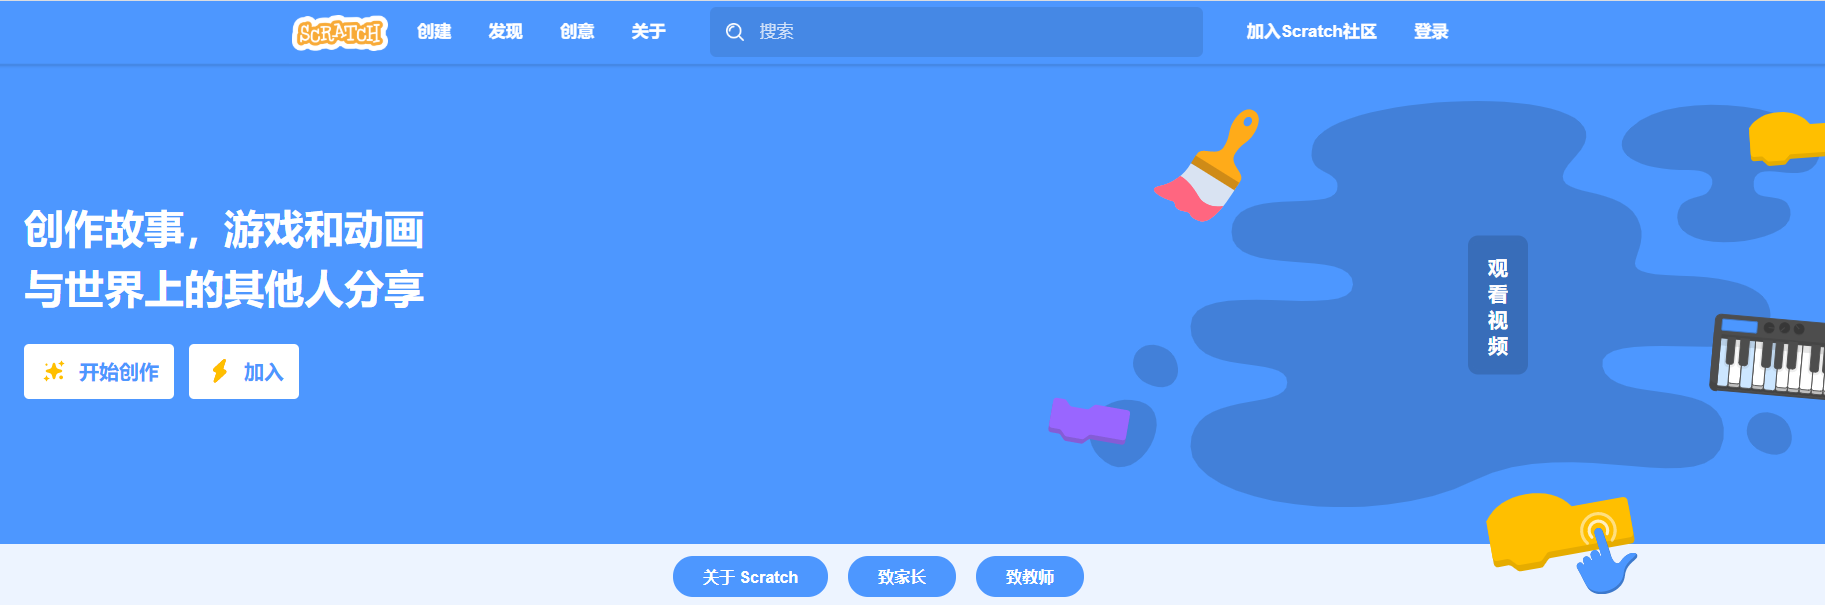 SCRATCH 创建 发现 创意 关于 搜索 加入Scratch社区 登录
创作故事，游戏和动画
与世界上的其他人分享
开始创作 加入
观
看
视
频
关于 Scratch 致家长 致教师